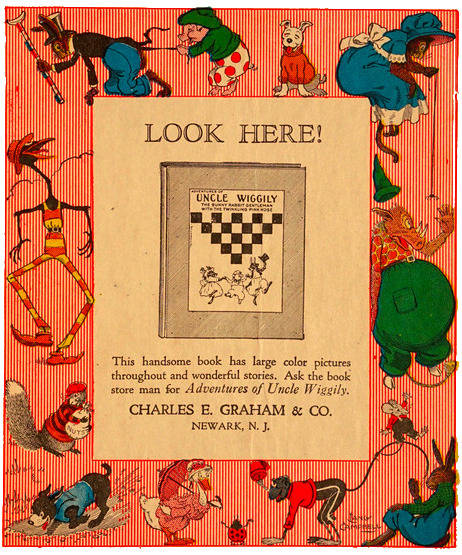 LOOK HERE!
ADVENTURES OF
UNCLE WIGGILY
THE BUNNY RABBIT GENTLEMAN
WITH THE TWINKLING PINK NOSE
This handsome book has large color pictures
throughout and wonderful stories. Ask the book
store man for Adventures of Uncle Wiggily.
CHARLES E. GRAHAM & CO.
NEWARK, N. J.
LANG
CAMPBELL